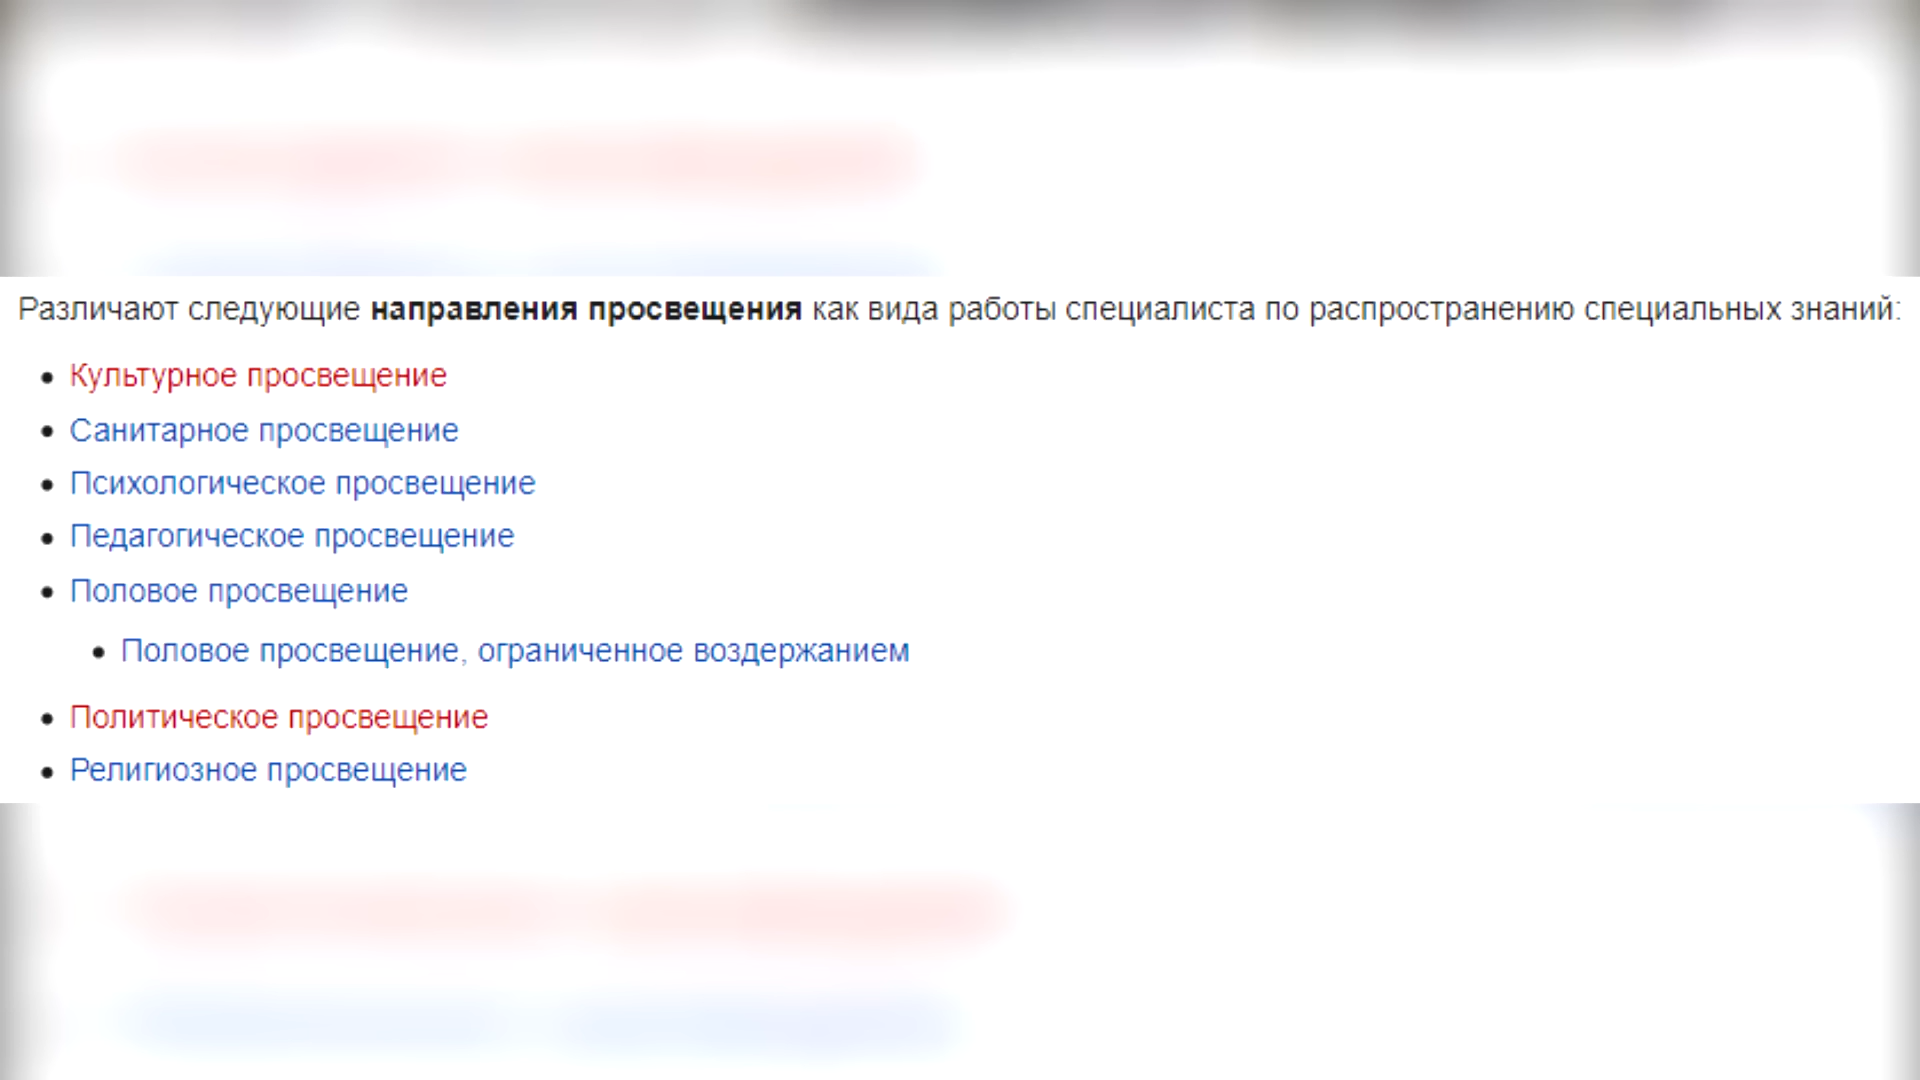 Различают следующие направления просвещения как вида работы специалиста по распространению специальных знаний:
Культурное просвещение
Санитарное просвещение
Психологическое просвещение
Педагогическое просвещение
Половое просвещение
Половое просвещение, ограниченное воздержанием
Политическое просвещение
Религиозное просвещение